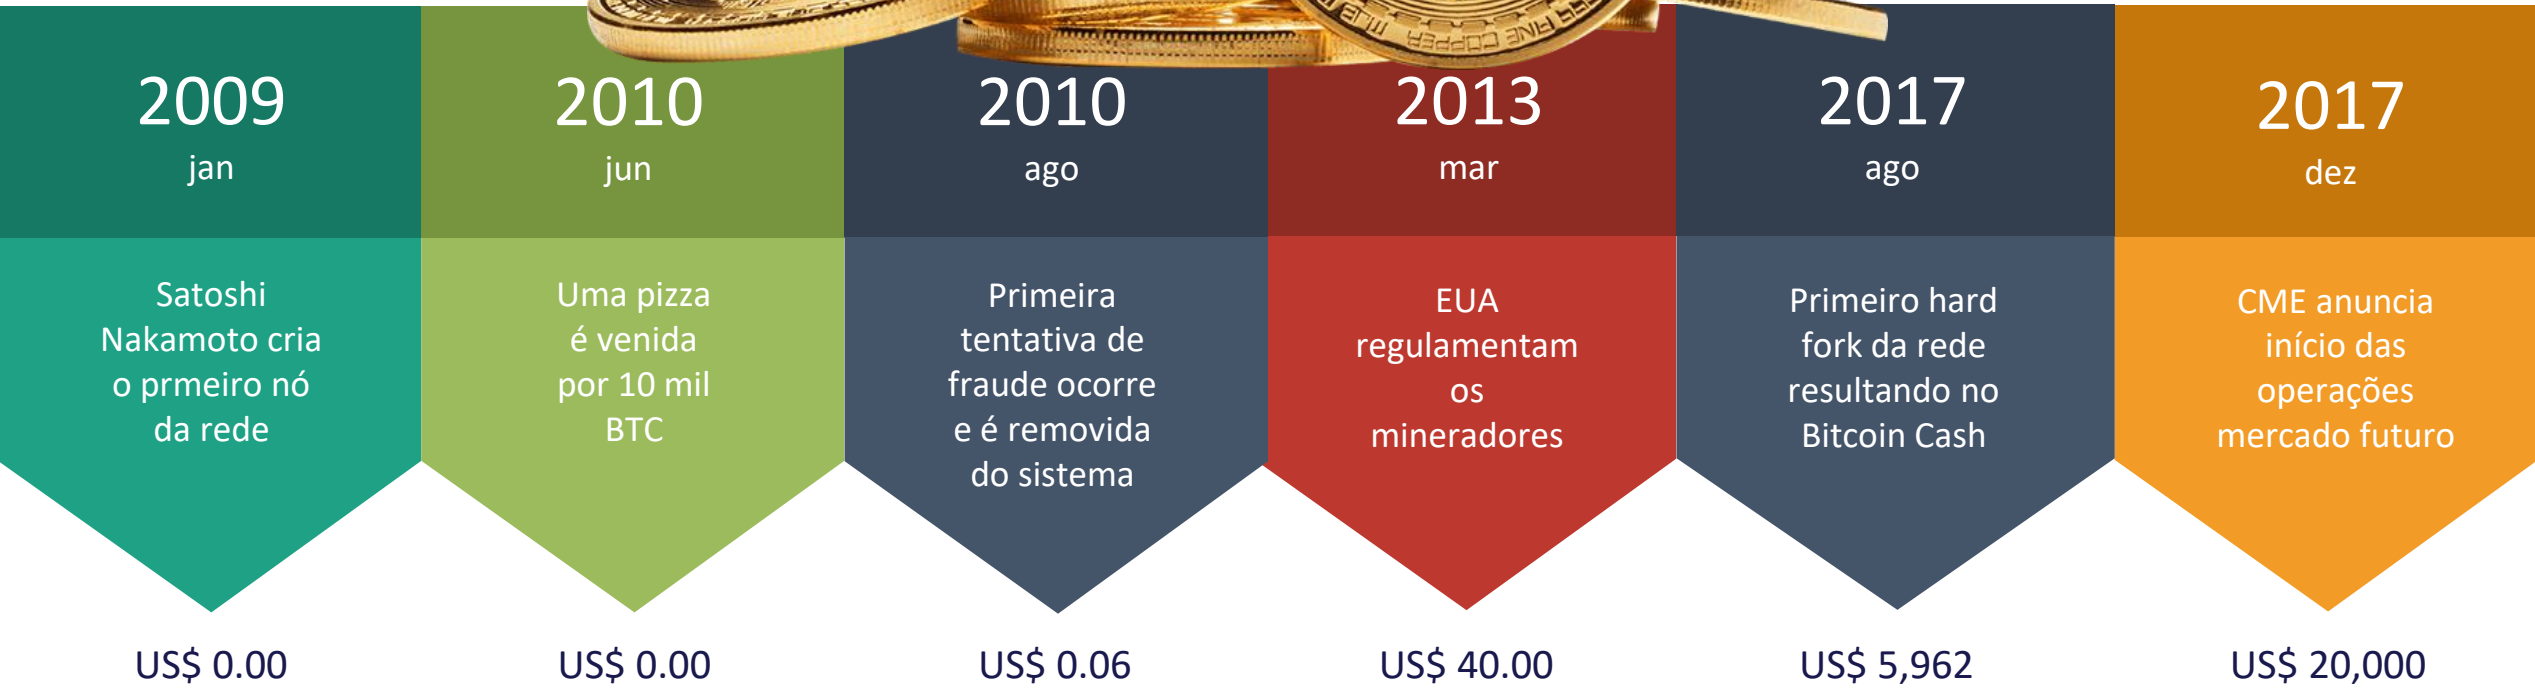 2009
jan
Satoshi
Nakamoto cria
o prmeiro nó
da rede
US$ 0.00
2010
jun
Uma pizza
é venida
por 10 mil
BTC
US$ 0.00
2010
ago
Primeira
tentativa de
fraude ocorre
e é removida
do sistema
US$ 0.06
2013
mar
EUA
regulamentam
os
mineradores
US$ 40.00
2017
ago
Primeiro hard
fork da rede
resultando no
Bitcoin Cash
US$ 5,962
2017
dez
CME anuncia
início das
operações
mercado futuro
US$ 20,000
FINE COPPER